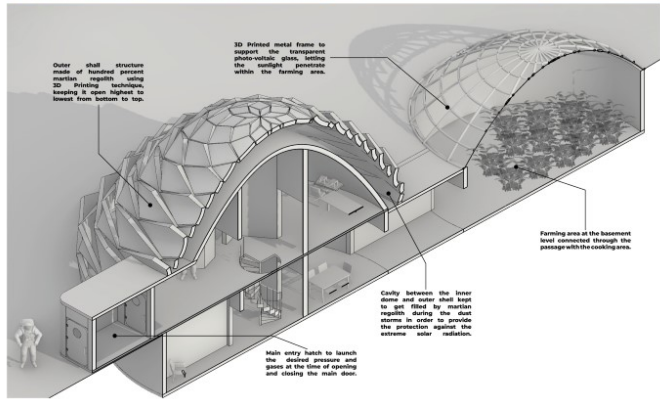 3D Printed metal frame to
support the transparent
photo-voltaic glass, letting
the sunlight penetrate
within the farming area.
Outer shall structure
made of hundred percent
martian regolith using
3D Printing technique,
keeping it open highest to
lowest from bottom to top.
Farming area at the basement
level connected through the
passage with the cooking area.
Cavity between the inner
dome and outer shell kept
to get filled by martian
regolith during the dust
storms in order to provide
the protection against the
extreme solar radiation.
Main entry hatch to launch
the desired pressure and
gases at the time of opening
and closing the main door.